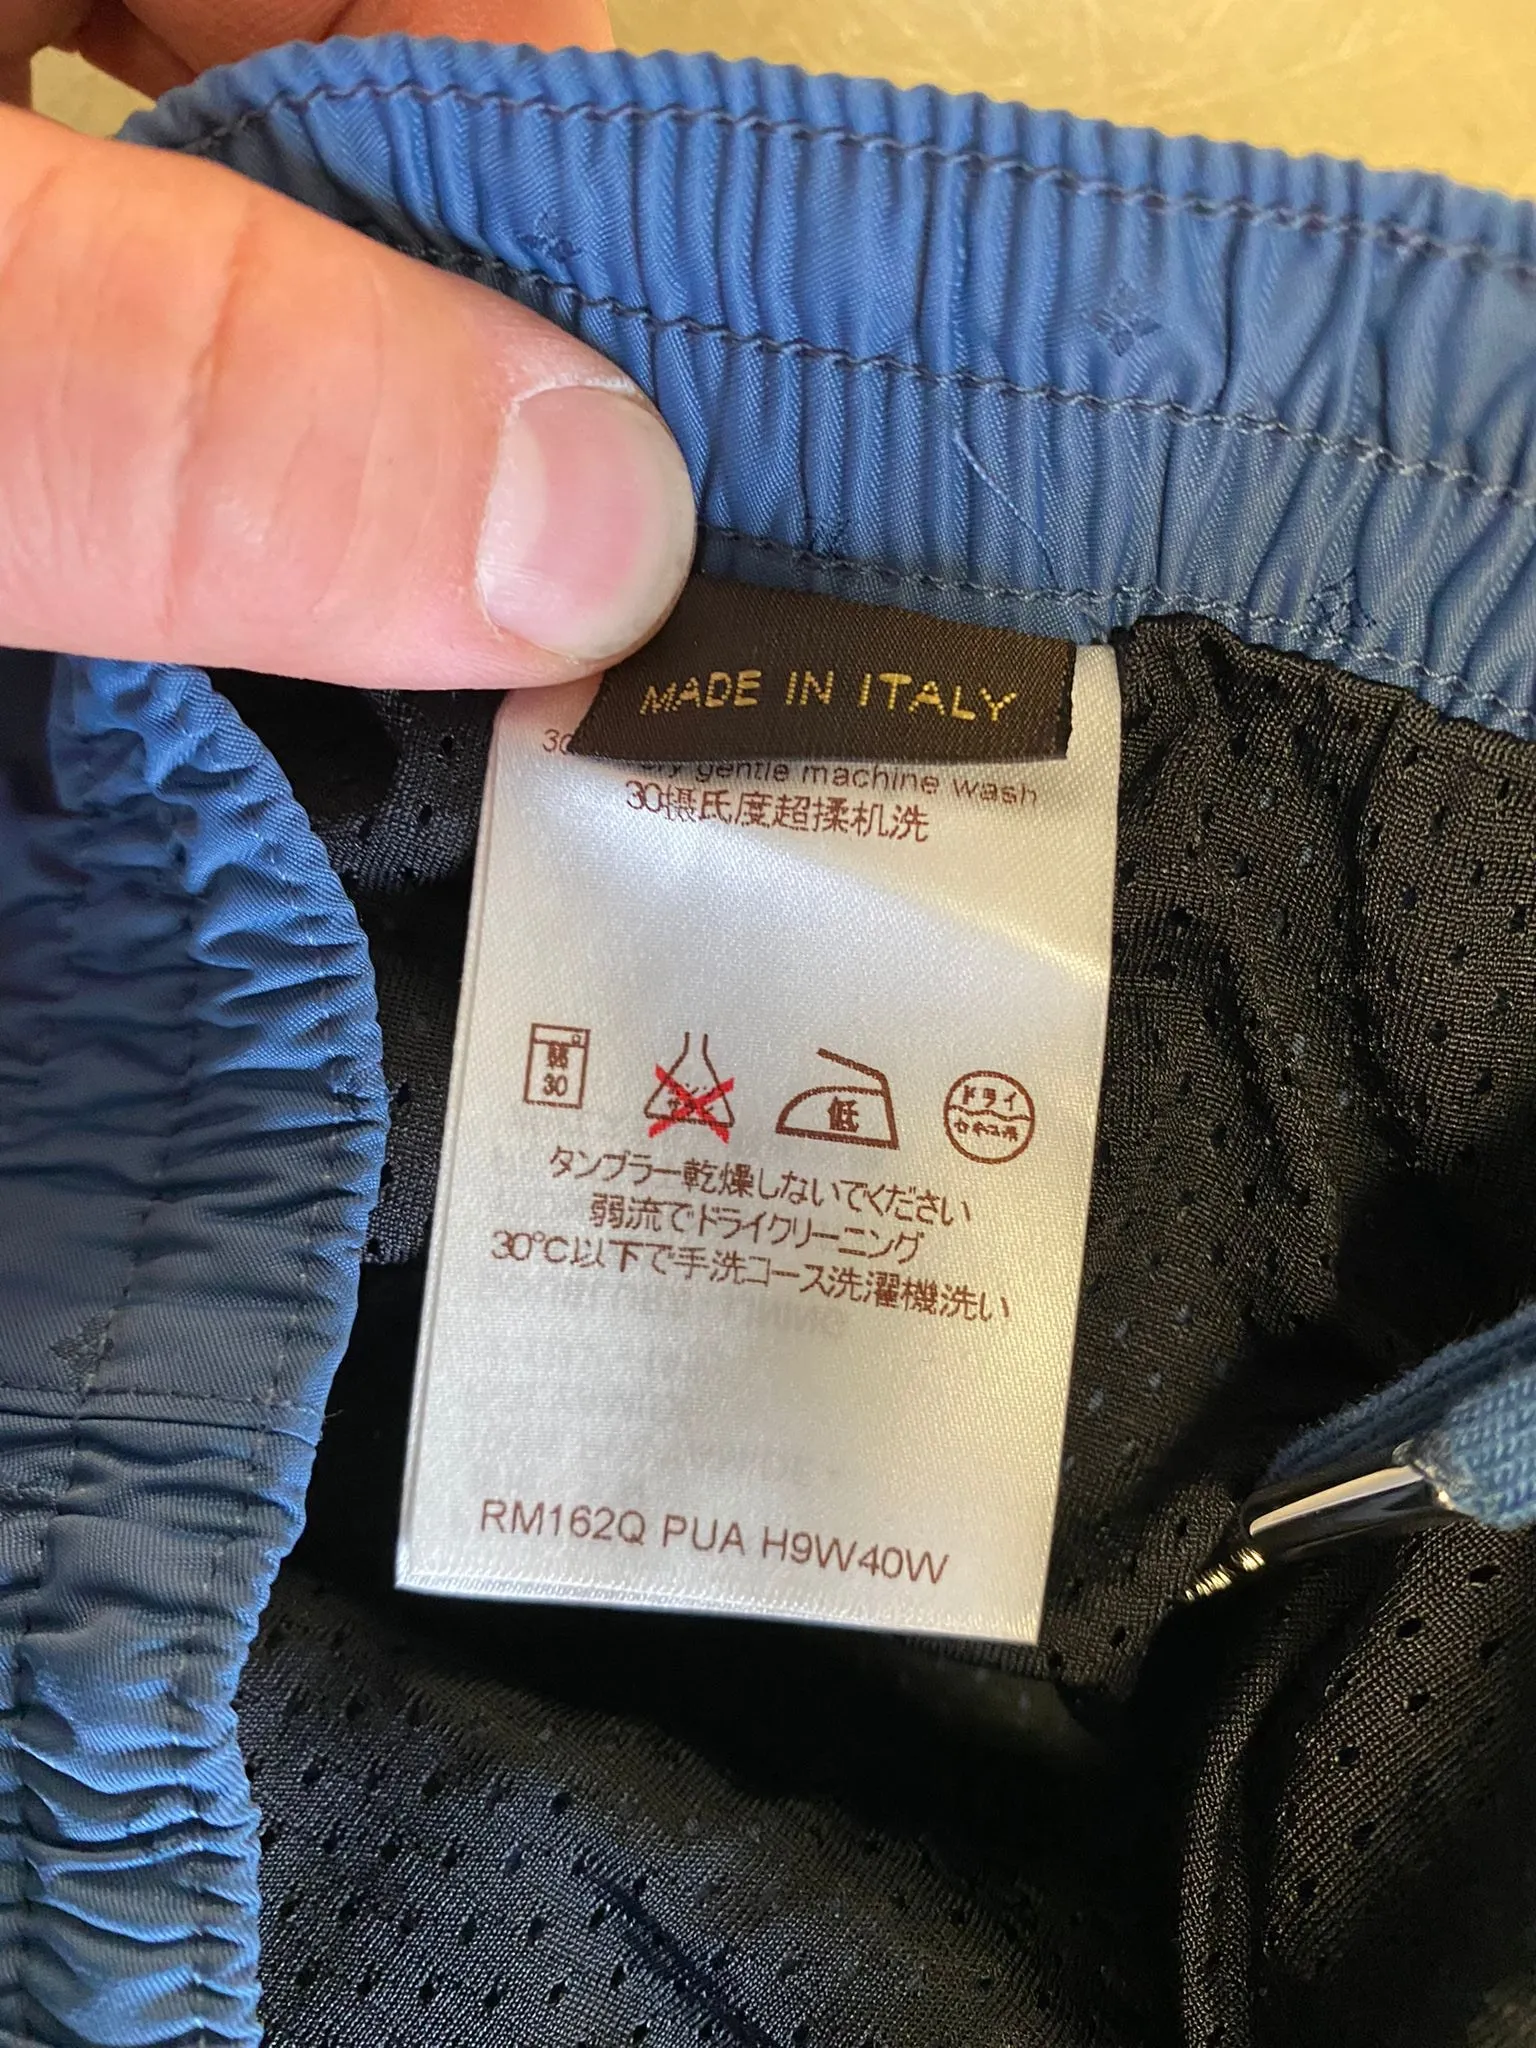 MADE IN ITALY
gentle machine wash
30摄氏度超揉机洗
30
低
ドライ
タンブラー乾燥しないでください
弱流でドライクリーニング
30°C以下で手洗コース洗濯機洗い
RM162Q PUA H9W40W